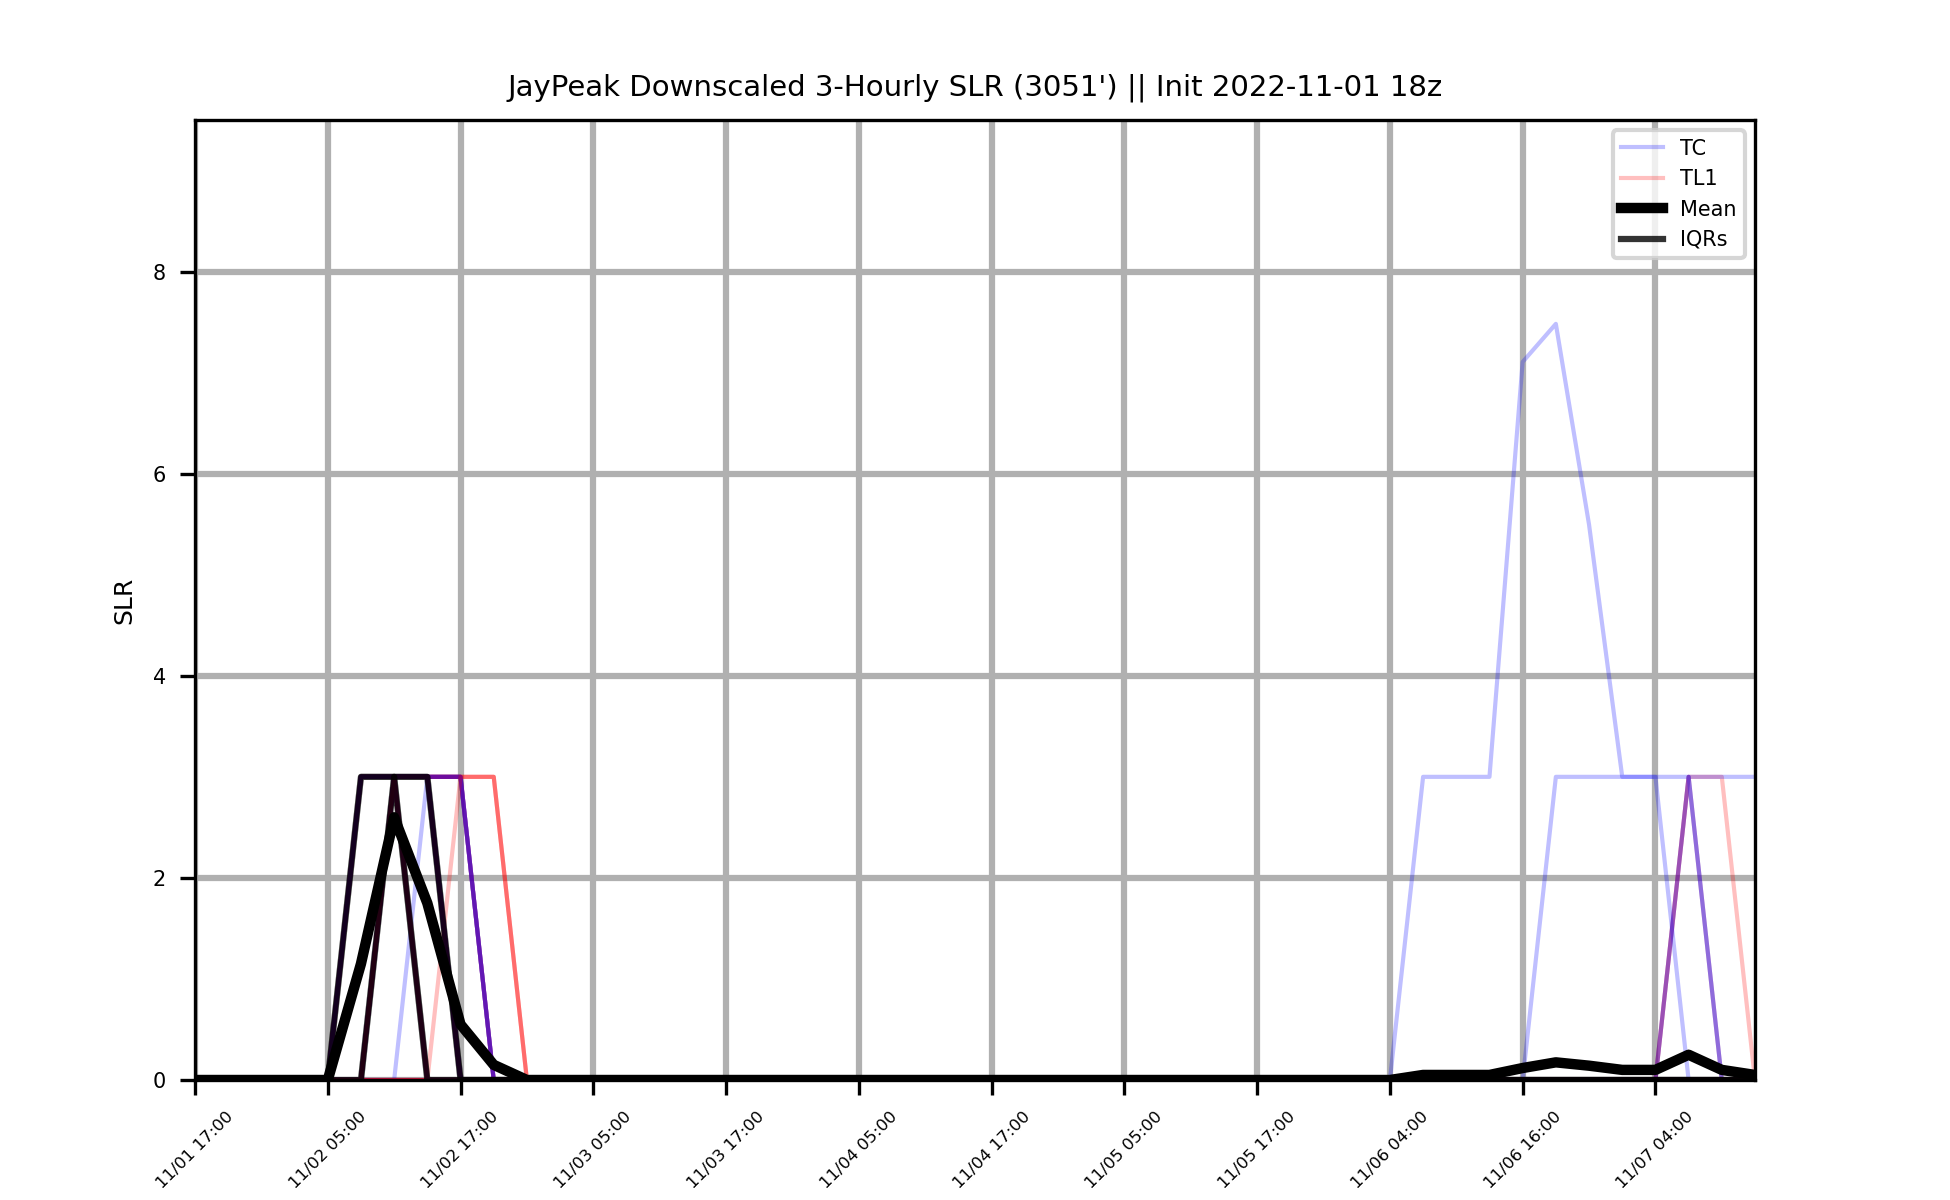 JayPeak Downscaled 3-Hourly SLR (3051') || Init 2022-11-01 18z
TC
TL1
Mean
IQRs
SLR
8
6
4
2
0
11/01 17:00
11/02 05:00
11/02 17:00
11/03 05:00
11/03 17:00
11/04 05:00
11/04 17:00
11/05 05:00
11/05 17:00
11/06 04:00
11/06 16:00
11/07 04:00